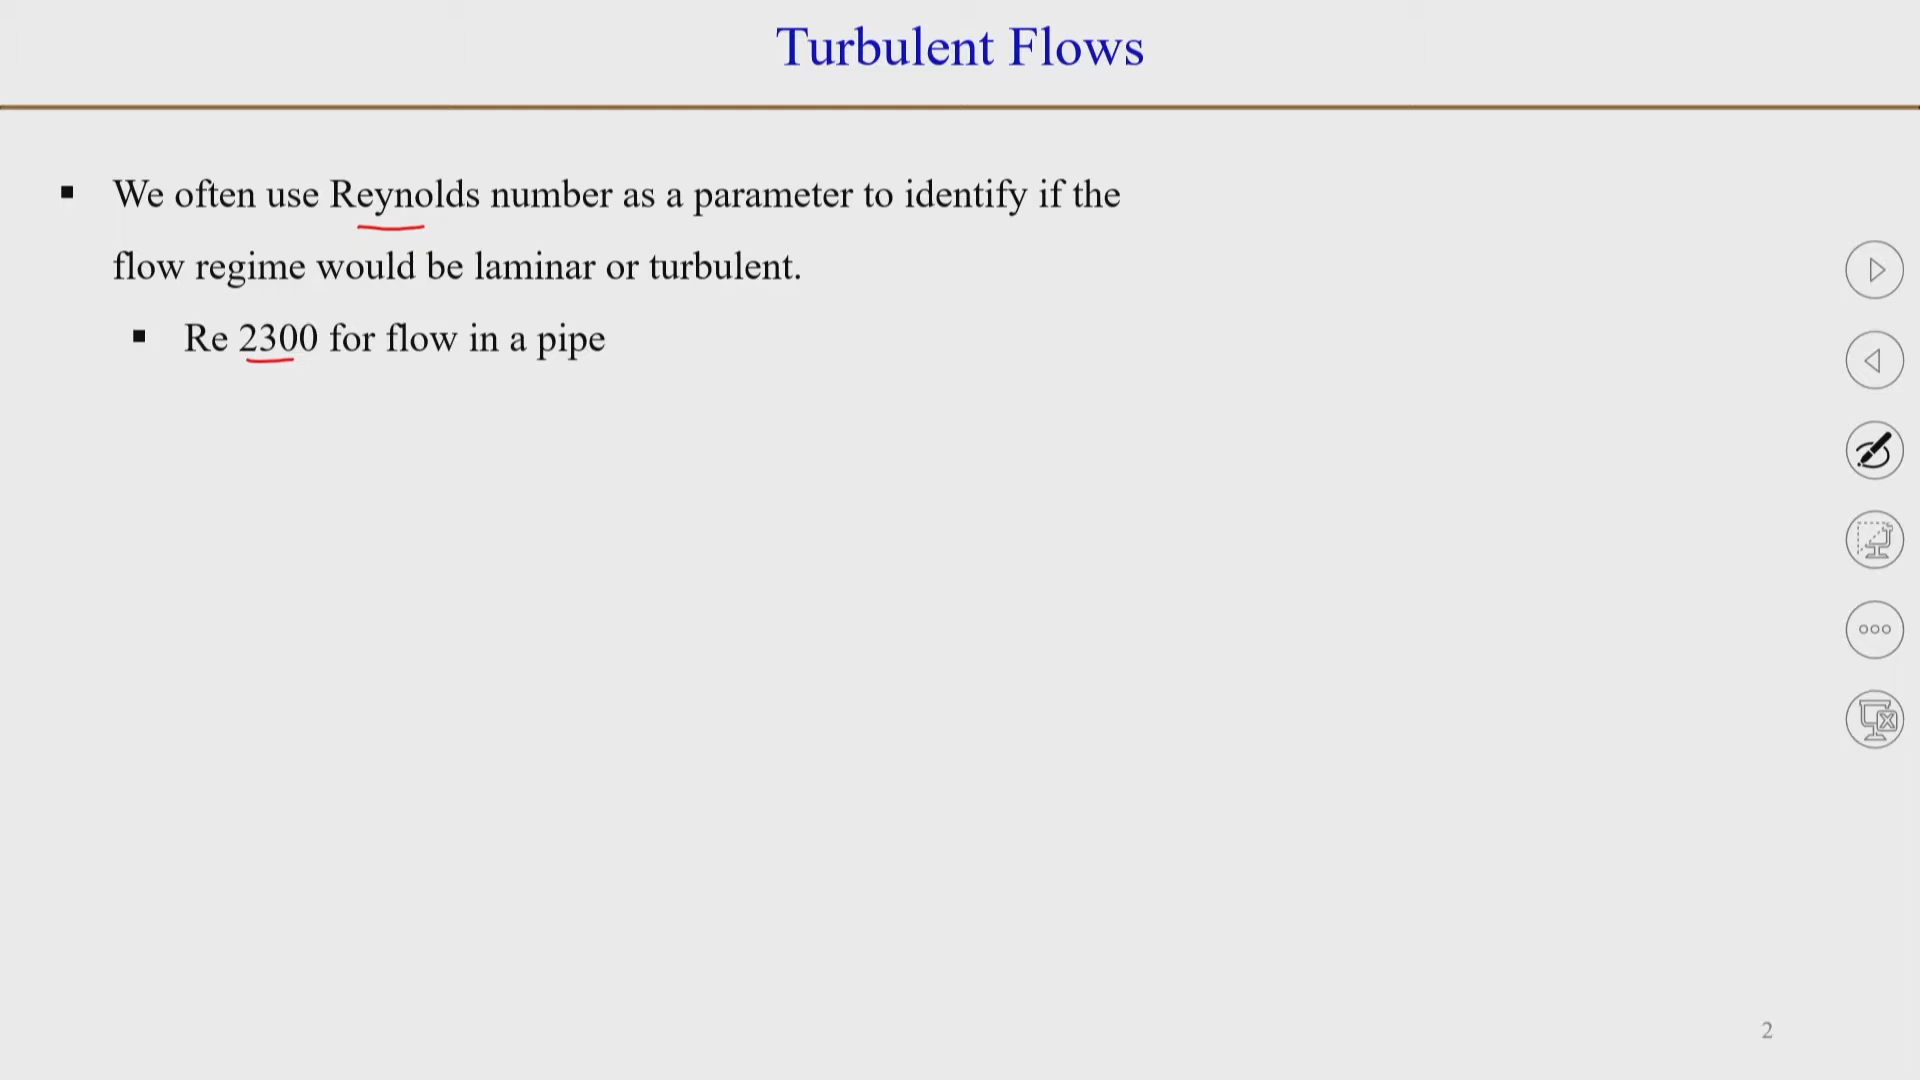 Turbulent Flows
▪ We often use Reynolds number as a parameter to identify if the
flow regime would be laminar or turbulent.
▪ Re 2300 for flow in a pipe
2